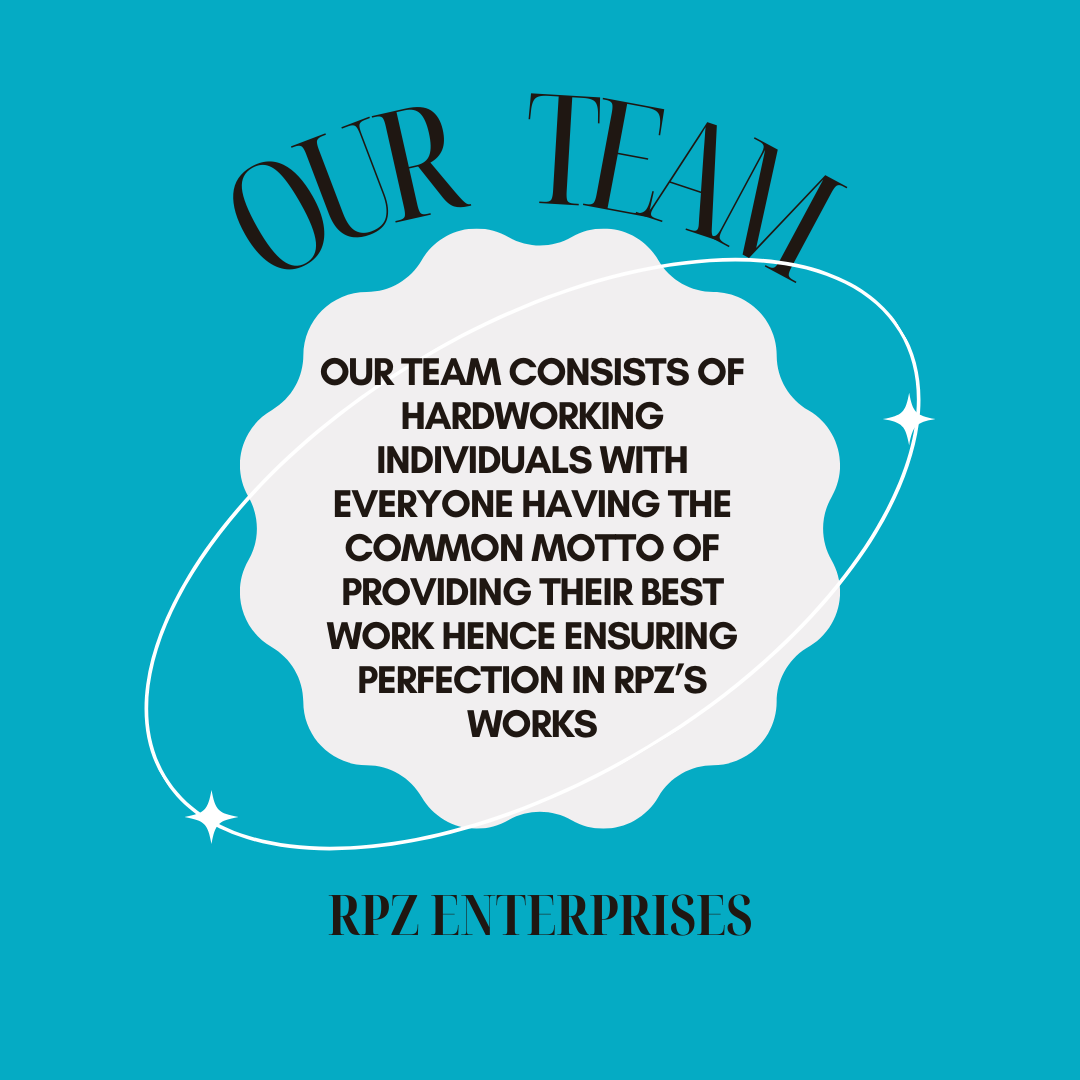 OUR TEAM
OUR TEAM CONSISTS OF
HARDWORKING
INDIVIDUALS WITH
EVERYONE HAVING THE
COMMON MOTTO OF
PROVIDING THEIR BEST
WORK HENCE ENSURING
PERFECTION IN RPZ’S
WORKS
RPZ ENTERPRISES